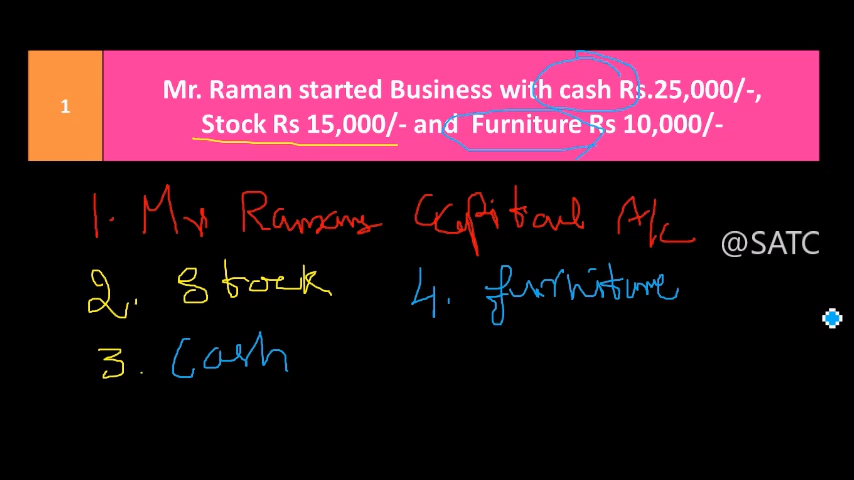 1
Mr. Raman started Business with cash Rs.25,000/-,
Stock Rs 15,000/- and Furniture Rs 10,000/-
1. Mr Ramans Capital A/c
@SATC
2. Stock
4. furniture
3. Cash